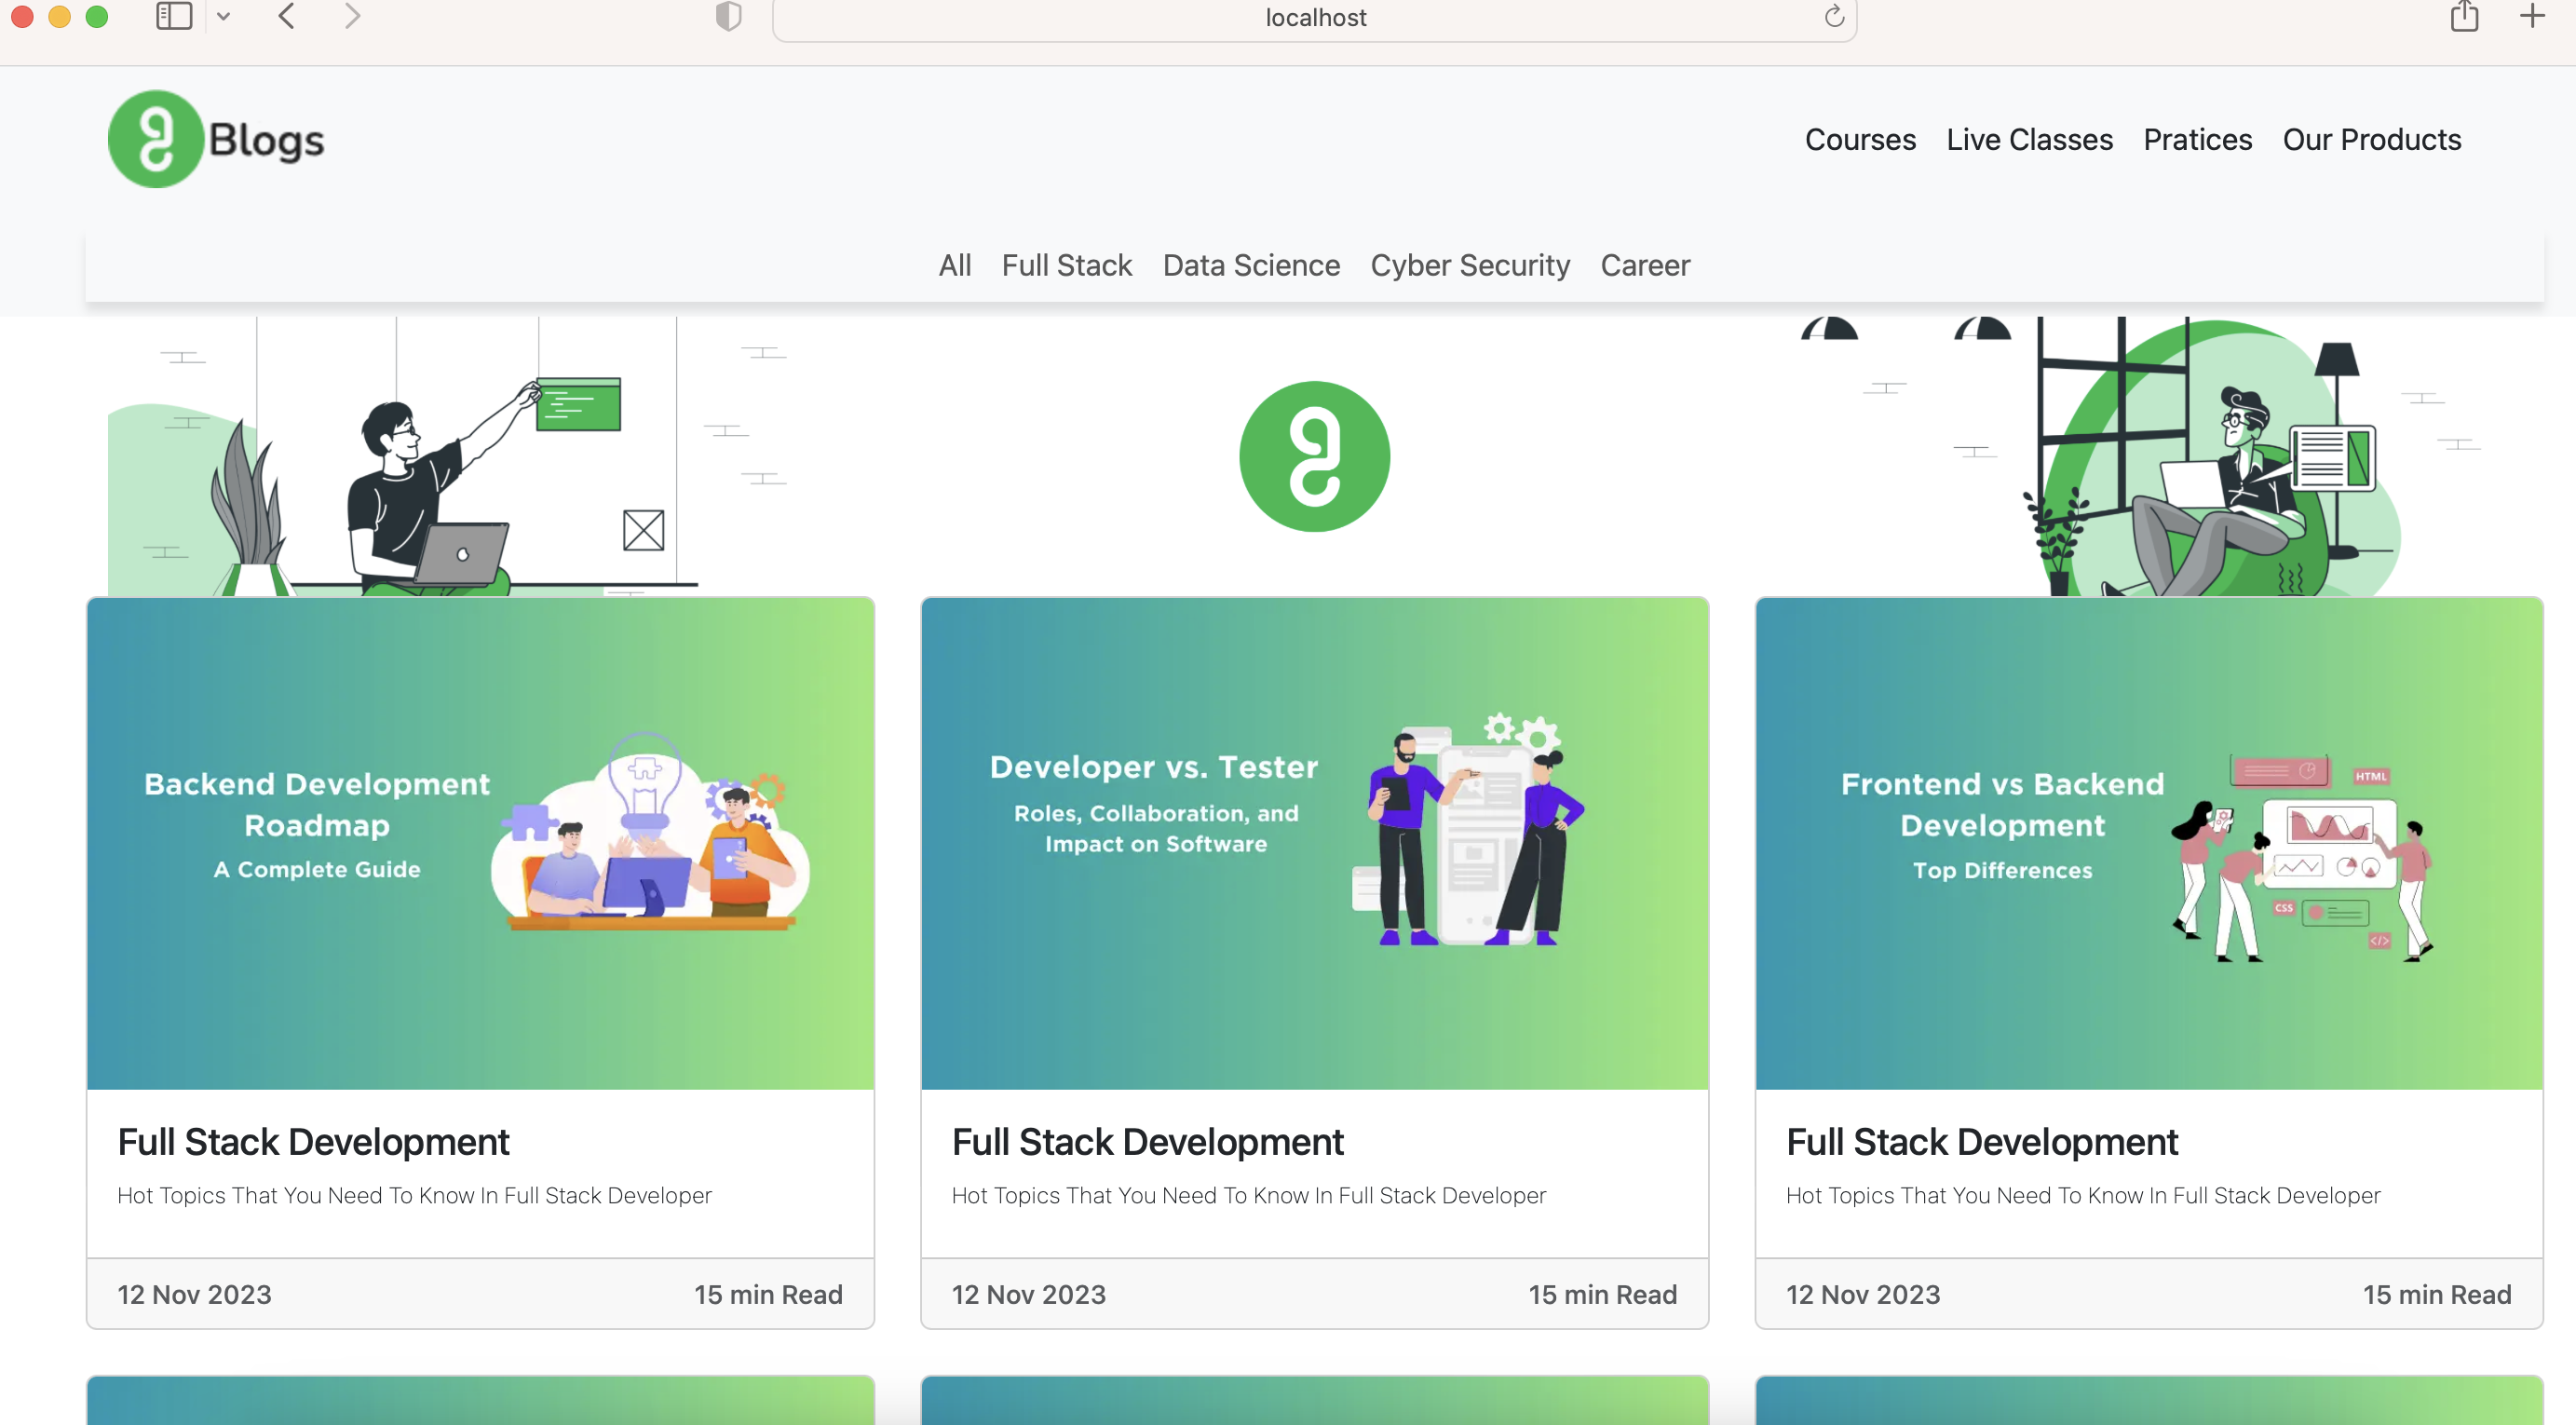 localhost
Blogs
Courses Live Classes Pratices Our Products
All Full Stack Data Science Cyber Security Career
Backend Development
Roadmap
A Complete Guide
Developer vs. Tester
Roles, Collaboration, and
Impact on Software
Frontend vs Backend
Development
Top Differences
HTML
CSS
</>
Full Stack Development
Hot Topics That You Need To Know In Full Stack Developer
12 Nov 2023 15 min Read
Full Stack Development
Hot Topics That You Need To Know In Full Stack Developer
12 Nov 2023 15 min Read
Full Stack Development
Hot Topics That You Need To Know In Full Stack Developer
12 Nov 2023 15 min Read